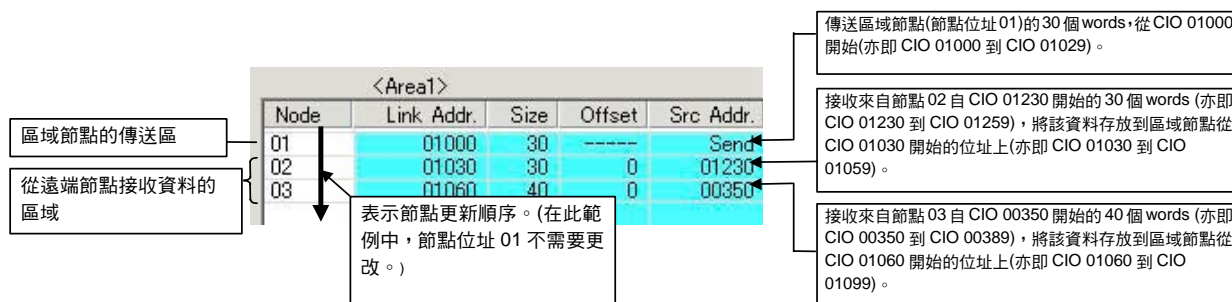 傳送區域節點(節點位址01)的30個words，從CIO 01000
開始(亦即 CIO 01000 到 CIO 01029)。
<Area1>
Node Link Addr. Size Offset Src Addr.
01 01000 30 ----- Send
02 01030 30 0 01230
03 01060 40 0 00350
區域節點的傳送區
從遠端節點接收資料的
區域
表示節點更新順序。(在此範
例中，節點位址 01 不需要更
改。)
接收來自節點 02 自 CIO 01230 開始的 30 個 words (亦即
CIO 01230 到 CIO 01259)，將該資料存放到區域節點從
CIO 01030 開始的位址上(亦即 CIO 01030 到 CIO
01059)。
接收來自節點 03 自 CIO 00350 開始的 40 個 words (亦即
CIO 00350 到 CIO 00389)，將該資料存放到區域節點從
CIO 01060 開始的位址上(亦即 CIO 01060 到 CIO
01099)。